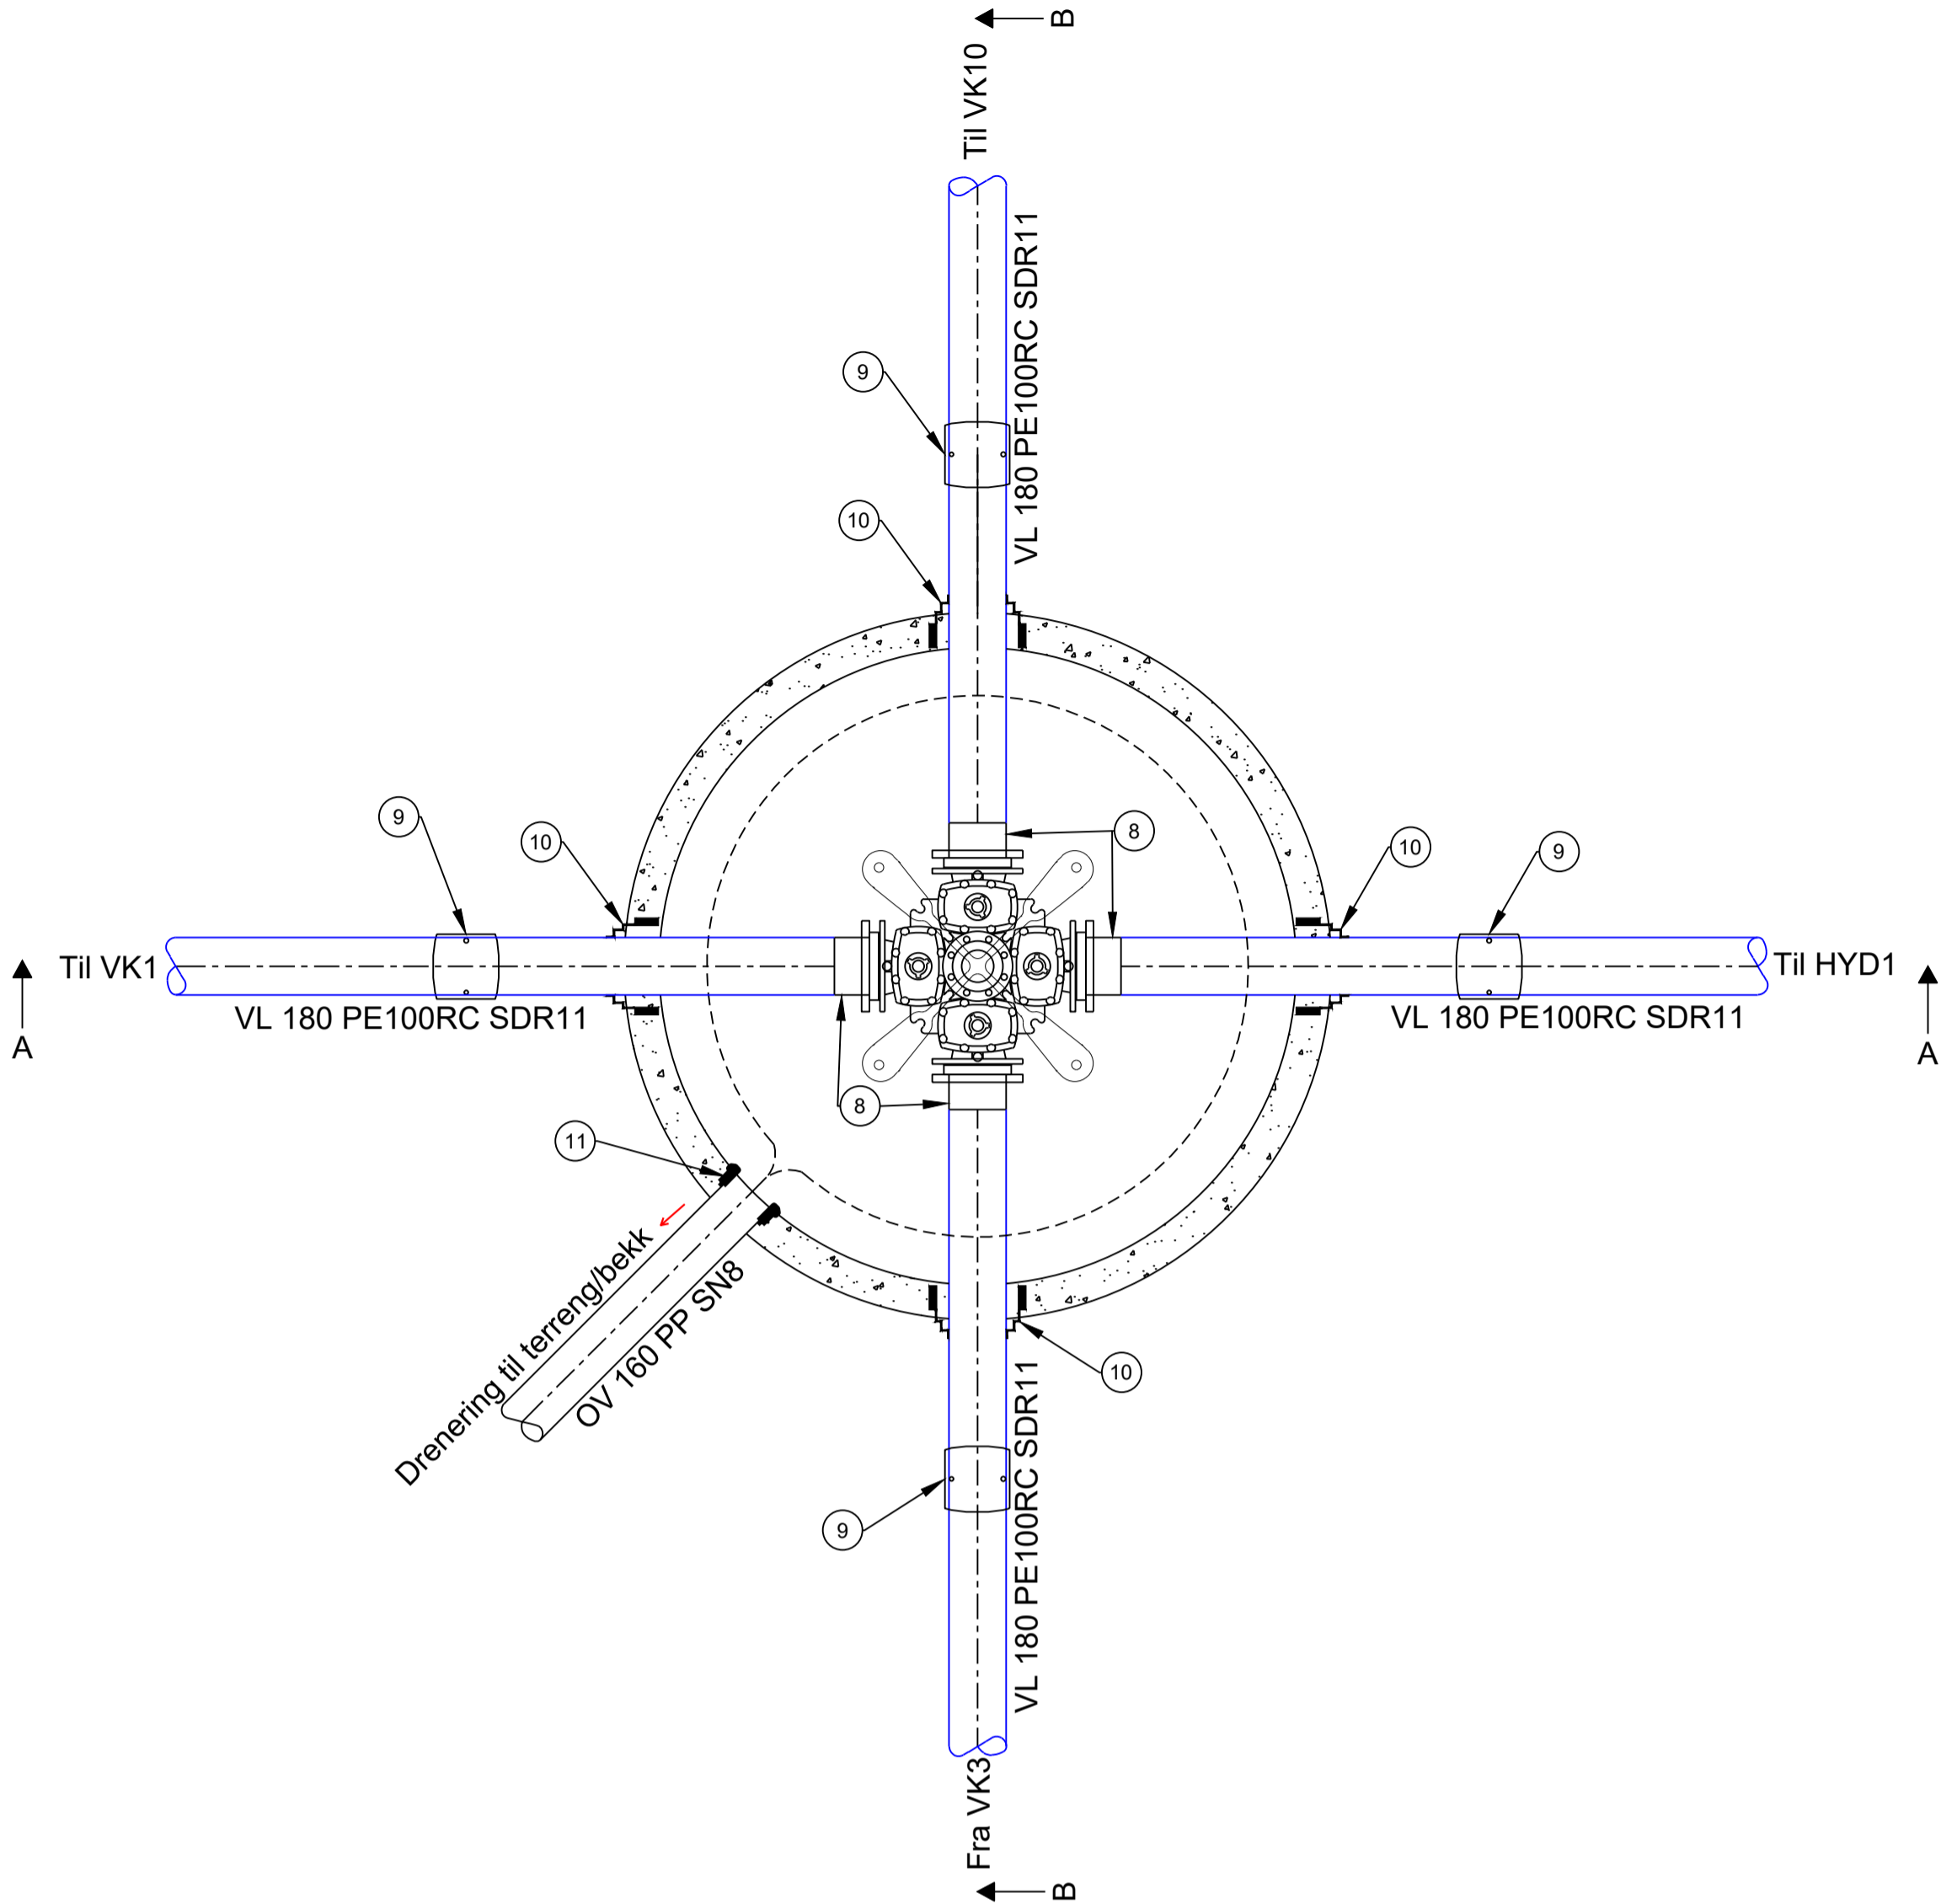 B
Til VK10
VL 180 PE100RC SDR11
9
10
9
10
8
10
9
Til VK1
VL 180 PE100RC SDR11
A
Til HYD1
VL 180 PE100RC SDR11
A
8
11
Drenering til terreng/bekk
OV 160 PP SN8
10
9
VL 180 PE100RC SDR11
Fra VK3
B